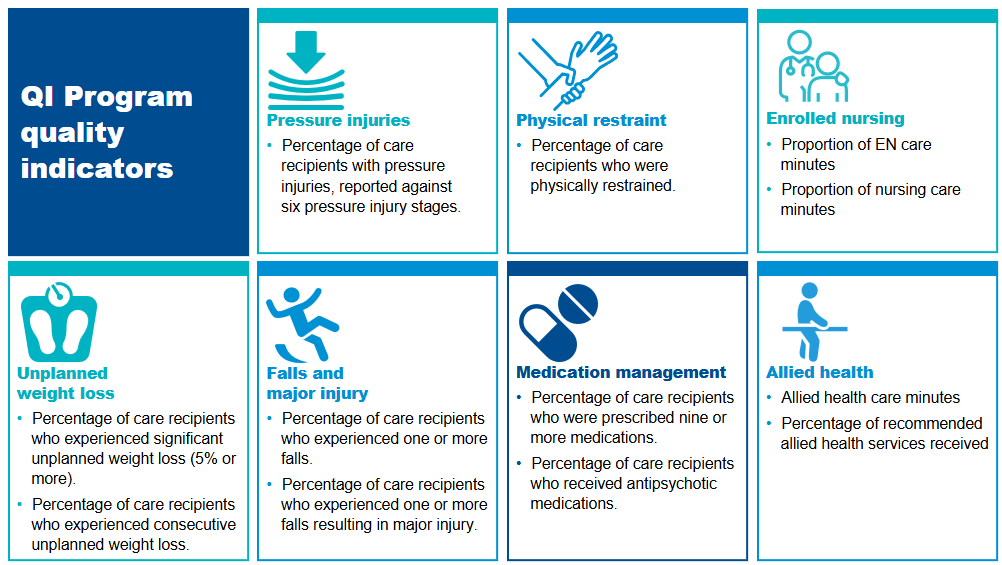 QI Program
quality
indicators
Pressure injuries
• Percentage of care
recipients with pressure
injuries, reported against
six pressure injury stages.
Physical restraint
• Percentage of care
recipients who were
physically restrained.
Enrolled nursing
• Proportion of EN care
minutes
• Proportion of nursing care
minutes
Unplanned
weight loss
• Percentage of care recipients
who experienced significant
unplanned weight loss (5% or
more).
• Percentage of care recipients
who experienced consecutive
unplanned weight loss.
Falls and
major injury
• Percentage of care recipients
who experienced one or more
falls.
• Percentage of care recipients
who experienced one or more
falls resulting in major injury.
Medication management
• Percentage of care recipients
who were prescribed nine or
more medications.
• Percentage of care recipients
who received antipsychotic
medications.
Allied health
• Allied health care minutes
• Percentage of recommended
allied health services received